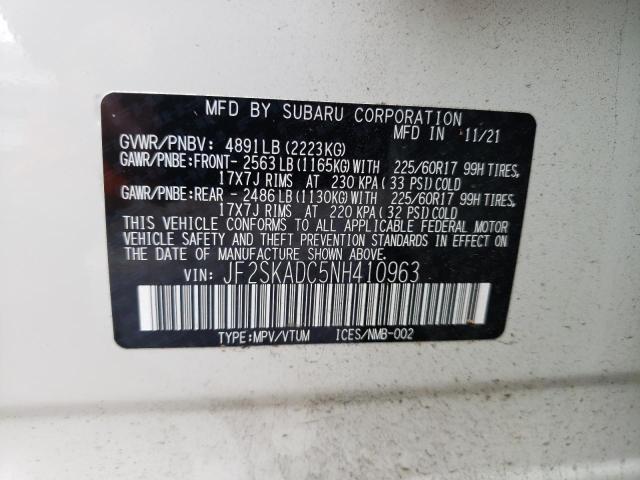 MFD BY SUBARU CORPORATION
MFD IN 11/21
GVWR/PNBV: 4891LB (2223KG)
GAWR/PNBE:FRONT- 2563 LB (1165KG) WITH 225/60R17 99H TIRES,
17X7J RIMS AT 230 KPA (33 PSI) COLD
GAWR/PNBE:REAR - 2486 LB (1130KG) WITH 225/60R17 99H TIRES,
17X7J RIMS AT 220 KPA (32 PSI) COLD
THIS VEHICLE CONFORMS TO ALL APPLICABLE FEDERAL MOTOR
VEHICLE SAFETY AND THEFT PREVENTION STANDARDS IN EFFECT ON
THE DATE OF MANUFACTURE SHOWN ABOVE.
VIN: JF2SKADC5NH410963
TYPE:MPV/VTUM ICES/NMB-002